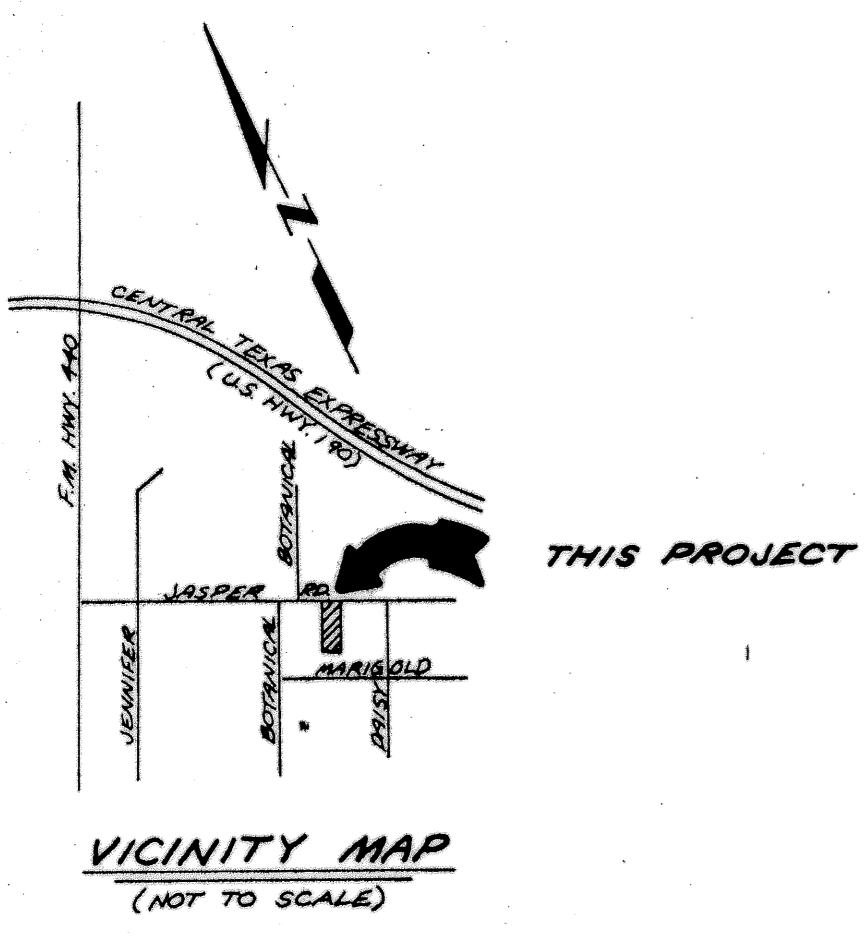 N
CENTRAL TEXAS EXPRESSWAY
(U.S. HWY. 190)
F.M. HWY. 440
BOTANICAL
THIS PROJECT
JASPER RD.
JENNIFER
BOTANICAL
MARIGOLD
DAISY
VICINITY MAP
(NOT TO SCALE)